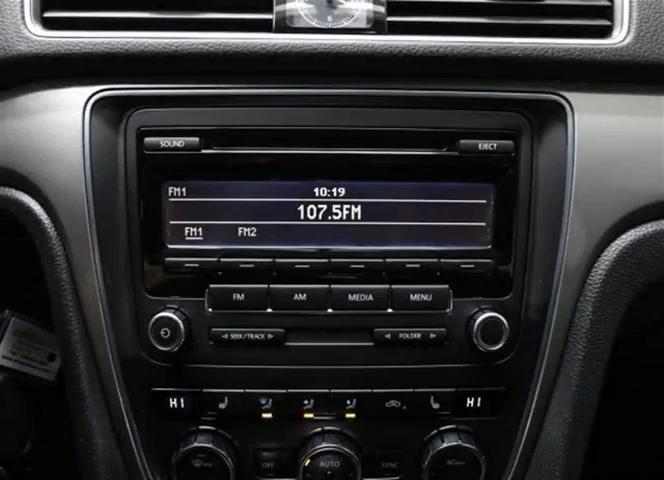 6
SOUND
EJECT
FM1 10:19
107.5FM
FM1 FM2
FM AM MEDIA MENU
SEEK/TRACK FOLDER
HI HI
OFF AUTO SYNC A/C